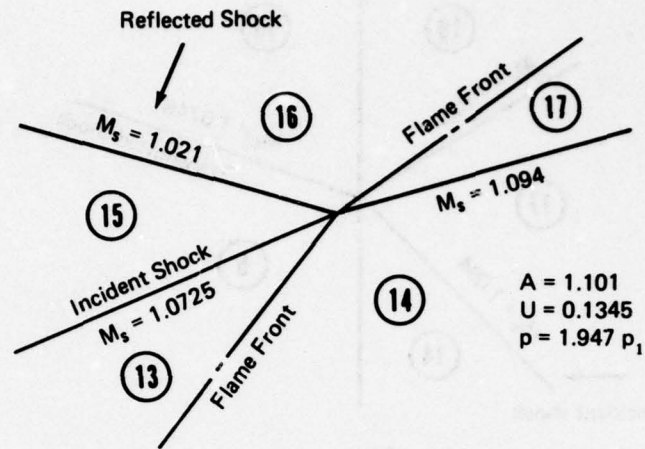 Reflected Shock
16
Flame Front
17
M_s = 1.021
M_s = 1.094
15
Incident Shock
M_s = 1.0725
14
A = 1.101
U = 0.1345
p = 1.947 p_1
13
Flame Front